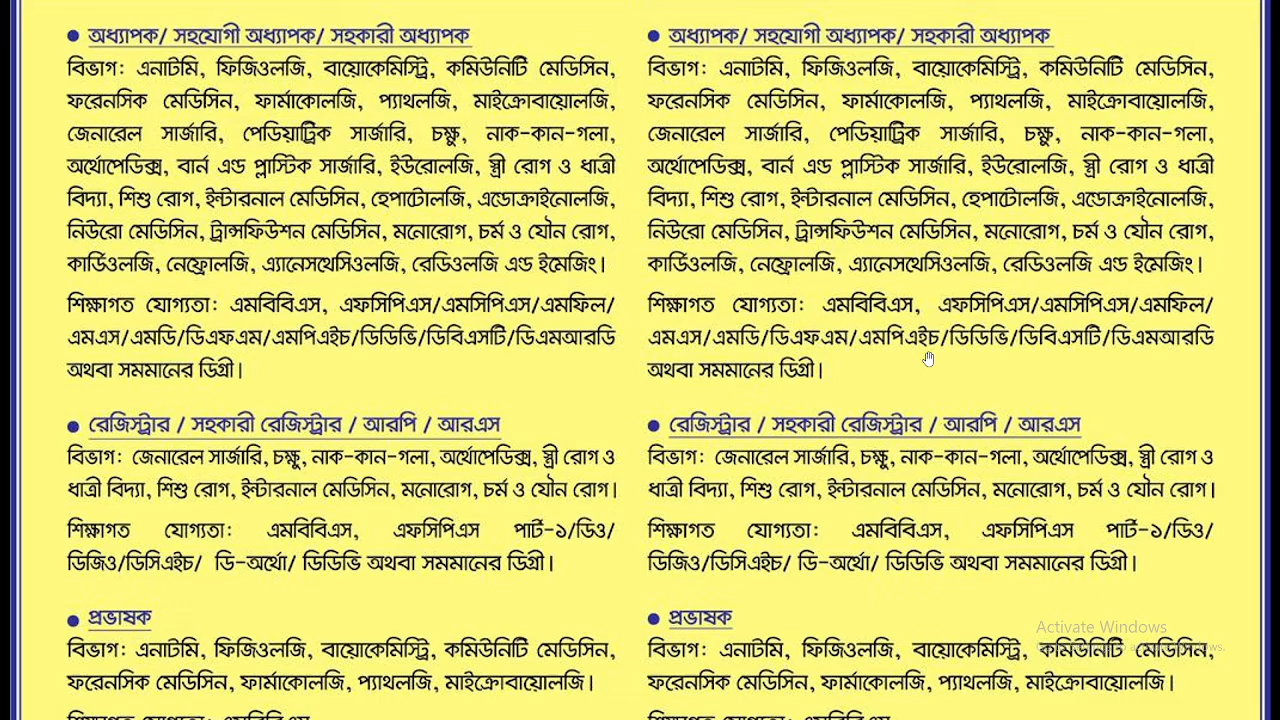 • অধ্যাপক/ সহযোগী অধ্যাপক/ সহকারী অধ্যাপক
বিভাগ: এনাটমি, ফিজিওলজি, বায়োকেমিস্ট্রি, কমিউনিটি মেডিসিন,
ফরেনসিক মেডিসিন, ফার্মাকোলজি, প্যাথলজি, মাইক্রোবায়োলজি,
জেনারেল সার্জারি, পেডিয়াট্রিক সার্জারি, চক্ষু, নাক-কান-গলা,
অর্থোপেডিক্স, বার্ন এন্ড প্লাস্টিক সার্জারি, ইউরোলজি, স্ত্রী রোগ ও ধাত্রী
বিদ্যা, শিশু রোগ, ইন্টারনাল মেডিসিন, হেপাটোলজি, এন্ডোক্রাইনোলজি,
নিউরো মেডিসিন, ট্রান্সফিউশন মেডিসিন, মনোরোগ, চর্ম ও যৌন রোগ,
কার্ডিওলজি, নেফ্রোলজি, এ্যানেসথেসিওলজি, রেডিওলজি এন্ড ইমেজিং।
শিক্ষাগত যোগ্যতা: এমবিবিএস, এফসিপিএস/এমসিপিএস/এমফিল/
এমএস/এমডি/ডিএফএম/এমপিএইচ/ডিডিভি/ডিবিএসটি/ডিএমআরডি
অথবা সমমানের ডিগ্রী।
• রেজিস্ট্রার / সহকারী রেজিস্ট্রার / আরপি / আরএস
বিভাগ: জেনারেল সার্জারি, চক্ষু, নাক-কান-গলা, অর্থোপেডিক্স, স্ত্রী রোগ ও
ধাত্রী বিদ্যা, শিশু রোগ, ইন্টারনাল মেডিসিন, মনোরোগ, চর্ম ও যৌন রোগ।
শিক্ষাগত যোগ্যতা: এমবিবিএস, এফসিপিএস পার্ট-১/ডিও/
ডিজিও/ডিসিএইচ/ ডি-অর্থো/ ডিডিভি অথবা সমমানের ডিগ্রী।
• প্রভাষক
বিভাগ: এনাটমি, ফিজিওলজি, বায়োকেমিস্ট্রি, কমিউনিটি মেডিসিন,
ফরেনসিক মেডিসিন, ফার্মাকোলজি, প্যাথলজি, মাইক্রোবায়োলজি।
• অধ্যাপক/ সহযোগী অধ্যাপক/ সহকারী অধ্যাপক
বিভাগ: এনাটমি, ফিজিওলজি, বায়োকেমিস্ট্রি, কমিউনিটি মেডিসিন,
ফরেনসিক মেডিসিন, ফার্মাকোলজি, প্যাথলজি, মাইক্রোবায়োলজি,
জেনারেল সার্জারি, পেডিয়াট্রিক সার্জারি, চক্ষু, নাক-কান-গলা,
অর্থোপেডিক্স, বার্ন এন্ড প্লাস্টিক সার্জারি, ইউরোলজি, স্ত্রী রোগ ও ধাত্রী
বিদ্যা, শিশু রোগ, ইন্টারনাল মেডিসিন, হেপাটোলজি, এন্ডোক্রাইনোলজি,
নিউরো মেডিসিন, ট্রান্সফিউশন মেডিসিন, মনোরোগ, চর্ম ও যৌন রোগ,
কার্ডিওলজি, নেফ্রোলজি, এ্যানেসথেসিওলজি, রেডিওলজি এন্ড ইমেজিং।
শিক্ষাগত যোগ্যতা: এমবিবিএস, এফসিপিএস/এমসিপিএস/এমফিল/
এমএস/এমডি/ডিএফএম/এমপিএইচ/ডিডিভি/ডিবিএসটি/ডিএমআরডি
অথবা সমমানের ডিগ্রী।
• রেজিস্ট্রার / সহকারী রেজিস্ট্রার / আরপি / আরএস
বিভাগ: জেনারেল সার্জারি, চক্ষু, নাক-কান-গলা, অর্থোপেডিক্স, স্ত্রী রোগ ও
ধাত্রী বিদ্যা, শিশু রোগ, ইন্টারনাল মেডিসিন, মনোরোগ, চর্ম ও যৌন রোগ।
শিক্ষাগত যোগ্যতা: এমবিবিএস, এফসিপিএস পার্ট-১/ডিও/
ডিজিও/ডিসিএইচ/ ডি-অর্থো/ ডিডিভি অথবা সমমানের ডিগ্রী।
• প্রভাষক
বিভাগ: এনাটমি, ফিজিওলজি, বায়োকেমিস্ট্রি, কমিউনিটি মেডিসিন,
ফরেনসিক মেডিসিন, ফার্মাকোলজি, প্যাথলজি, মাইক্রোবায়োলজি।
Activate Windows